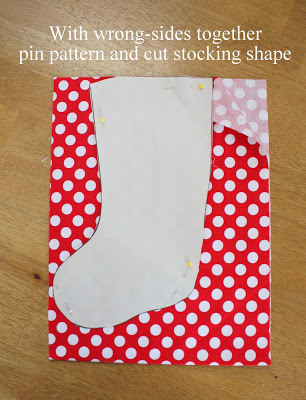 With wrong-sides together
pin pattern and cut stocking shape